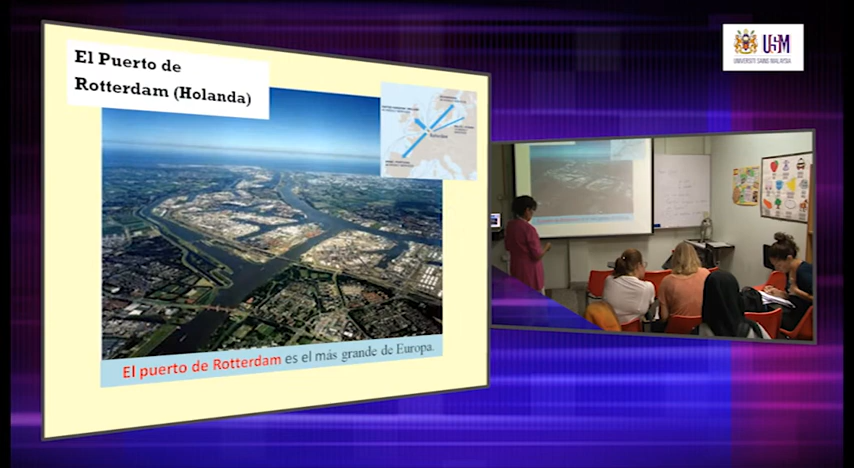 El Puerto de
Rotterdam (Holanda)
Rotterdam
El puerto de Rotterdam es el más grande de Europa.
USM
UNIVERSITI SAINS MALAYSIA